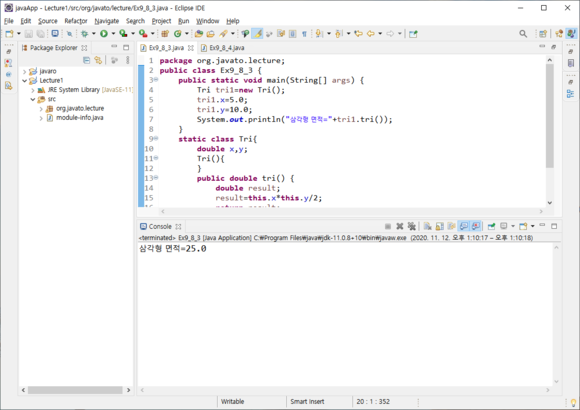 javaApp - Lecture1/src/org/javato/lecture/Ex9_8_3.java - Eclipse IDE
File Edit Source Refactor Navigate Search Project Run Window Help
Package Explorer
javaro
Lecture1
JRE System Library [JavaSE-11]
src
org.javato.lecture
module-info.java
Ex9_8_3.java Ex9_8_4.java
1 package org.javato.lecture;
2 public class Ex9_8_3 {
3 public static void main(String[] args) {
4 Tri tri1=new Tri();
5 tri1.x=5.0;
6 tri1.y=10.0;
7 System.out.println("삼각형 면적="+tri1.tri());
8 }
9 static class Tri{
10 double x,y;
11 Tri(){
12 }
13 public double tri() {
14 double result;
15 result=this.x*this.y/2;
16 return result;
Console
<terminated> Ex9_8_3 [Java Application] C:₩Program Files₩java₩jdk-11.0.8+10₩bin₩javaw.exe (2020. 11. 12. 오후 1:10:17 – 오후 1:10:18)
삼각형 면적=25.0
Writable Smart Insert 20 : 1 : 352